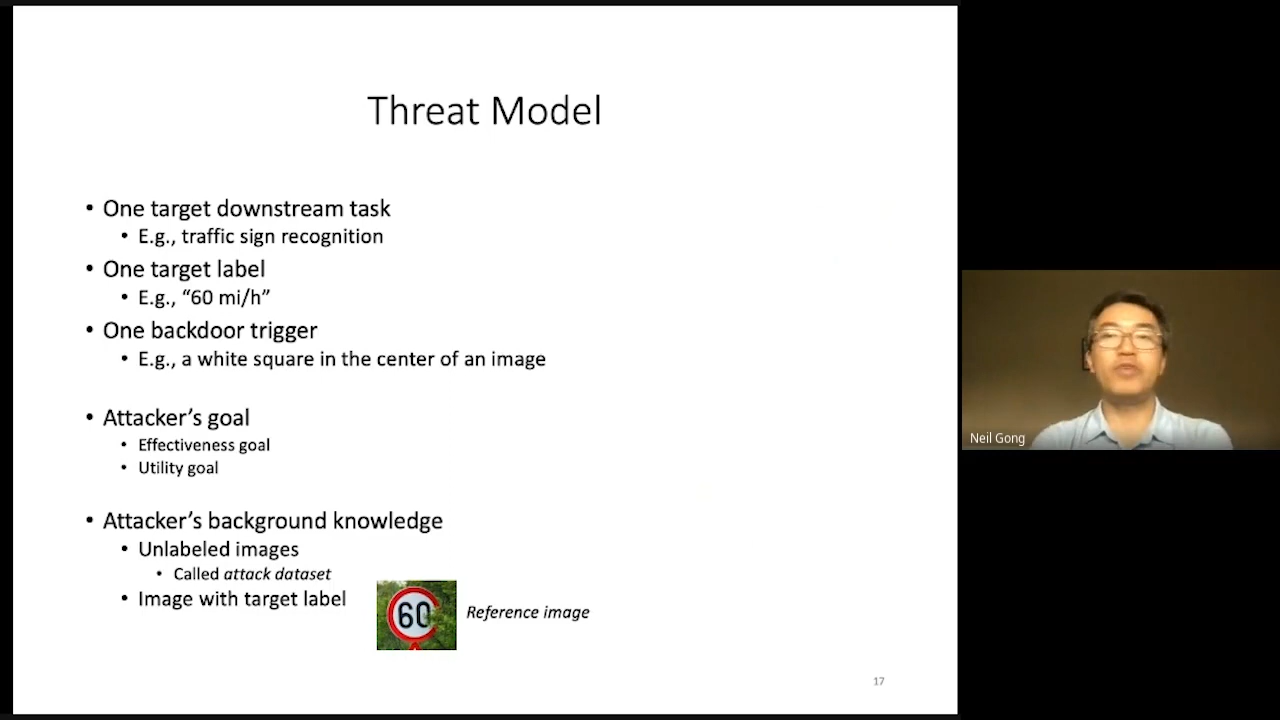 Threat Model
• One target downstream task
• E.g., traffic sign recognition
• One target label
• E.g., “60 mi/h”
• One backdoor trigger
• E.g., a white square in the center of an image
• Attacker’s goal
• Effectiveness goal
• Utility goal
• Attacker’s background knowledge
• Unlabeled images
• Called attack dataset
• Image with target label
60
Reference image
17
Neil Gong